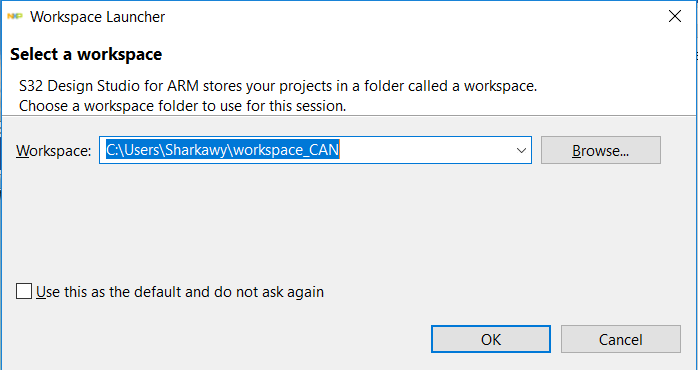 NXP Workspace Launcher
Select a workspace
S32 Design Studio for ARM stores your projects in a folder called a workspace.
Choose a workspace folder to use for this session.
Workspace: C:\Users\Sharkawy\workspace_CAN Browse...
Use this as the default and do not ask again
OK Cancel